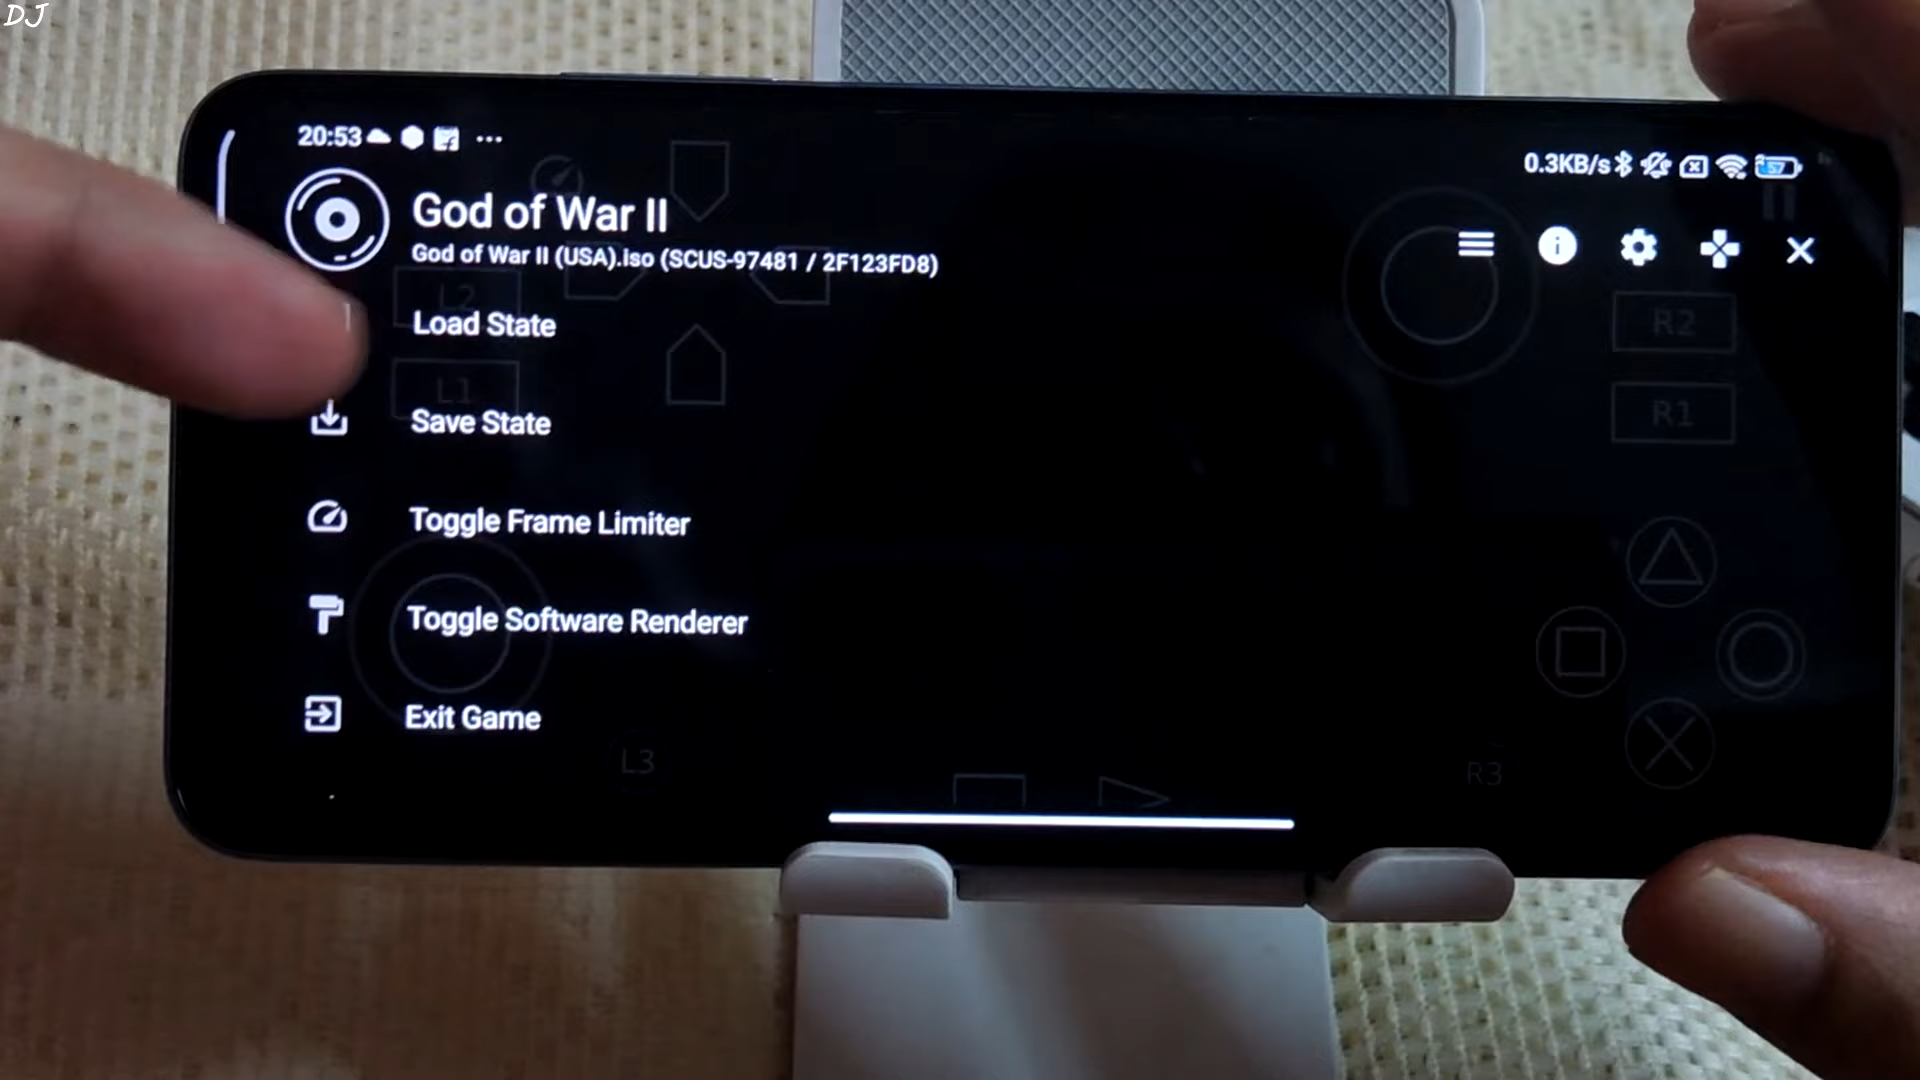 DJ
20:53
0.3KB/s
57
God of War II
God of War II (USA).iso (SCUS-97481 / 2F123FD8)
L2
R2
Load State
L1
R1
Save State
Toggle Frame Limiter
Toggle Software Renderer
Exit Game
L3
R3